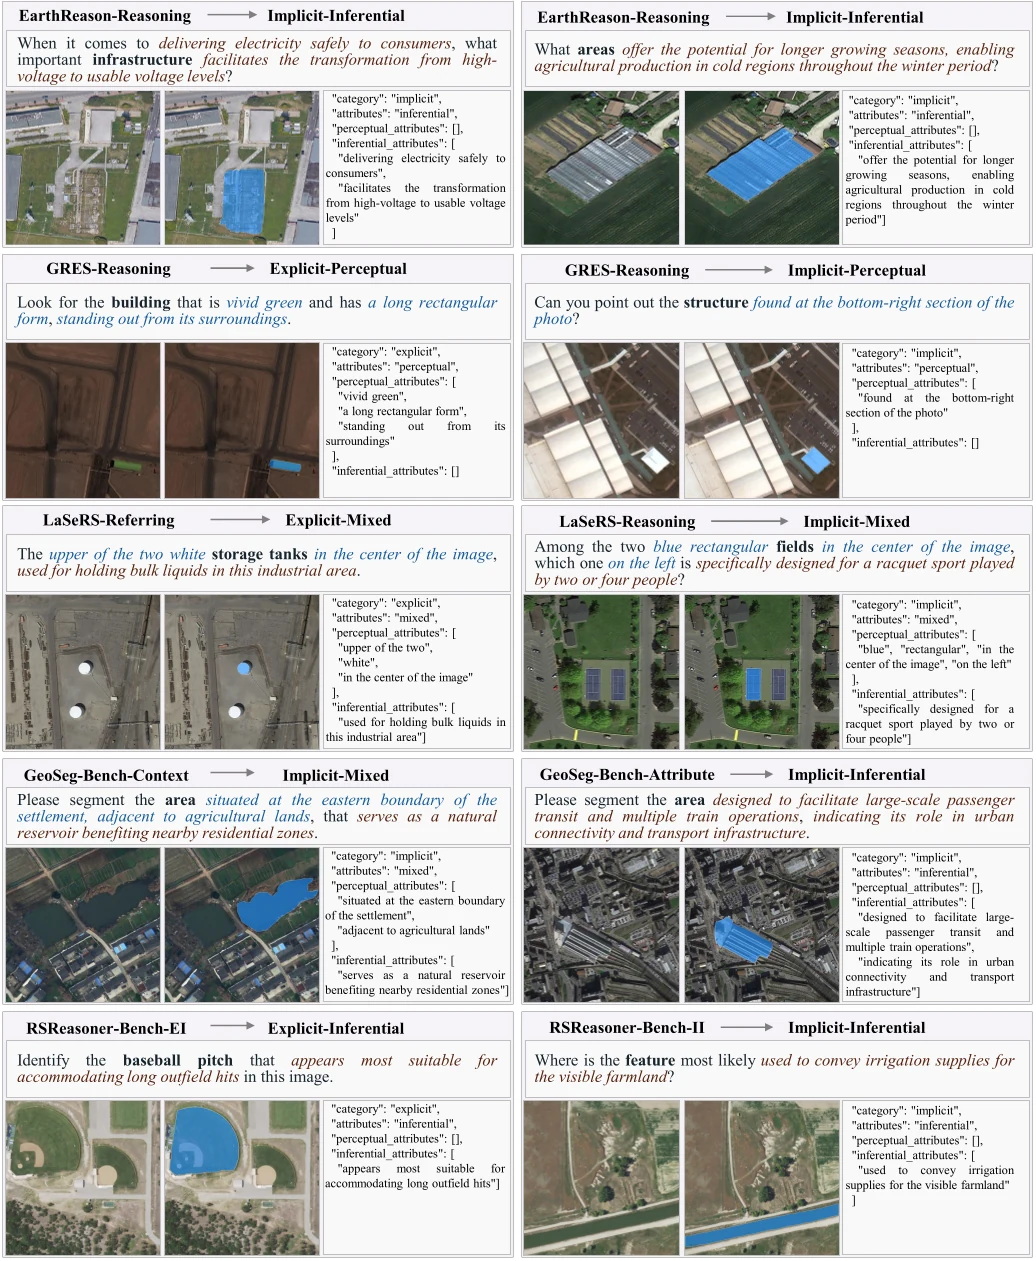 EarthReason-Reasoning → Implicit-Inferential
When it comes to delivering electricity safely to consumers, what
important infrastructure facilitates the transformation from high-
voltage to usable voltage levels?
"category": "implicit",
"attributes": "inferential",
"perceptual_attributes": [],
"inferential_attributes": [
"delivering electricity safely to
consumers",
"facilitates the transformation
from high-voltage to usable voltage
levels"
]
EarthReason-Reasoning → Implicit-Inferential
What areas offer the potential for longer growing seasons, enabling
agricultural production in cold regions throughout the winter period?
"category": "implicit",
"attributes": "inferential",
"perceptual_attributes": [],
"inferential_attributes": [
"offer the potential for longer
growing seasons, enabling
agricultural production in cold
regions throughout the winter
period"]
GRES-Reasoning → Explicit-Perceptual
Look for the building that is vivid green and has a long rectangular
form, standing out from its surroundings.
"category": "explicit",
"attributes": "perceptual",
"perceptual_attributes": [
"vivid green",
"a long rectangular form",
"standing out from its
surroundings"
],
"inferential_attributes": []
GRES-Reasoning → Implicit-Perceptual
Can you point out the structure found at the bottom-right section of the
photo?
"category": "implicit",
"attributes": "perceptual",
"perceptual_attributes": [
"found at the bottom-right
section of the photo"
],
"inferential_attributes": []
LaSeRS-Referring → Explicit-Mixed
The upper of the two white storage tanks in the center of the image,
used for holding bulk liquids in this industrial area.
"category": "explicit",
"attributes": "mixed",
"perceptual_attributes": [
"upper of the two",
"white",
"in the center of the image"
],
"inferential_attributes": [
"used for holding bulk liquids in
this industrial area"]
LaSeRS-Reasoning → Implicit-Mixed
Among the two blue rectangular fields in the center of the image,
which one on the left is specifically designed for a racquet sport played
by two or four people?
"category": "implicit",
"attributes": "mixed",
"perceptual_attributes": [
"blue", "rectangular", "in the
center of the image", "on the left"
],
"inferential_attributes": [
"specifically designed for a
racquet sport played by two or
four people"]
GeoSeg-Bench-Context → Implicit-Mixed
Please segment the area situated at the eastern boundary of the
settlement, adjacent to agricultural lands, that serves as a natural
reservoir benefiting nearby residential zones.
"category": "implicit",
"attributes": "mixed",
"perceptual_attributes": [
"situated at the eastern boundary
of the settlement",
"adjacent to agricultural lands"
],
"inferential_attributes": [
"serves as a natural reservoir
benefiting nearby residential zones"]
GeoSeg-Bench-Attribute → Implicit-Inferential
Please segment the area designed to facilitate large-scale passenger
transit and multiple train operations, indicating its role in urban
connectivity and transport infrastructure.
"category": "implicit",
"attributes": "inferential",
"perceptual_attributes": [],
"inferential_attributes": [
"designed to facilitate large-
scale passenger transit and
multiple train operations",
"indicating its role in urban
connectivity and transport
infrastructure"]
RSReasoner-Bench-EI → Explicit-Inferential
Identify the baseball pitch that appears most suitable for
accommodating long outfield hits in this image.
"category": "explicit",
"attributes": "inferential",
"perceptual_attributes": [],
"inferential_attributes": [
"appears most suitable for
accommodating long outfield hits"]
RSReasoner-Bench-II → Implicit-Inferential
Where is the feature most likely used to convey irrigation supplies for
the visible farmland?
"category": "implicit",
"attributes": "inferential",
"perceptual_attributes": [],
"inferential_attributes": [
"used to convey irrigation
supplies for the visible farmland"
]